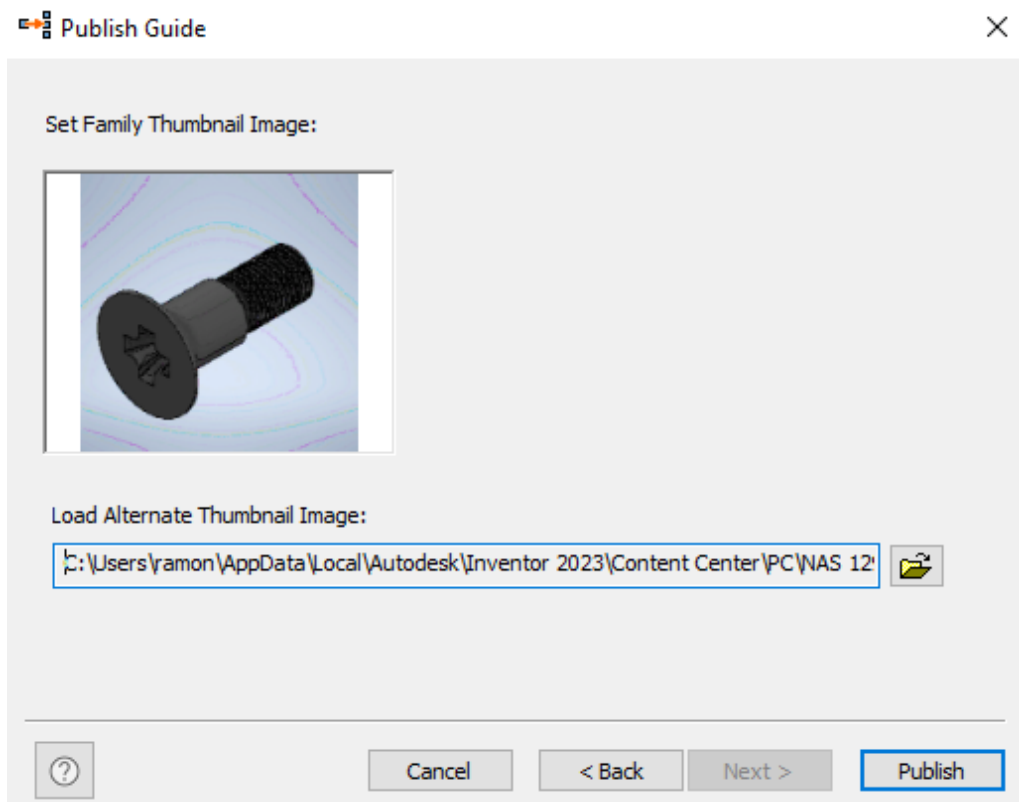 Publish Guide
Set Family Thumbnail Image:
Load Alternate Thumbnail Image:
C:\Users\ramon\AppData\Local\Autodesk\Inventor 2023\Content Center\PC\NAS 12
?
Cancel
< Back
Next >
Publish